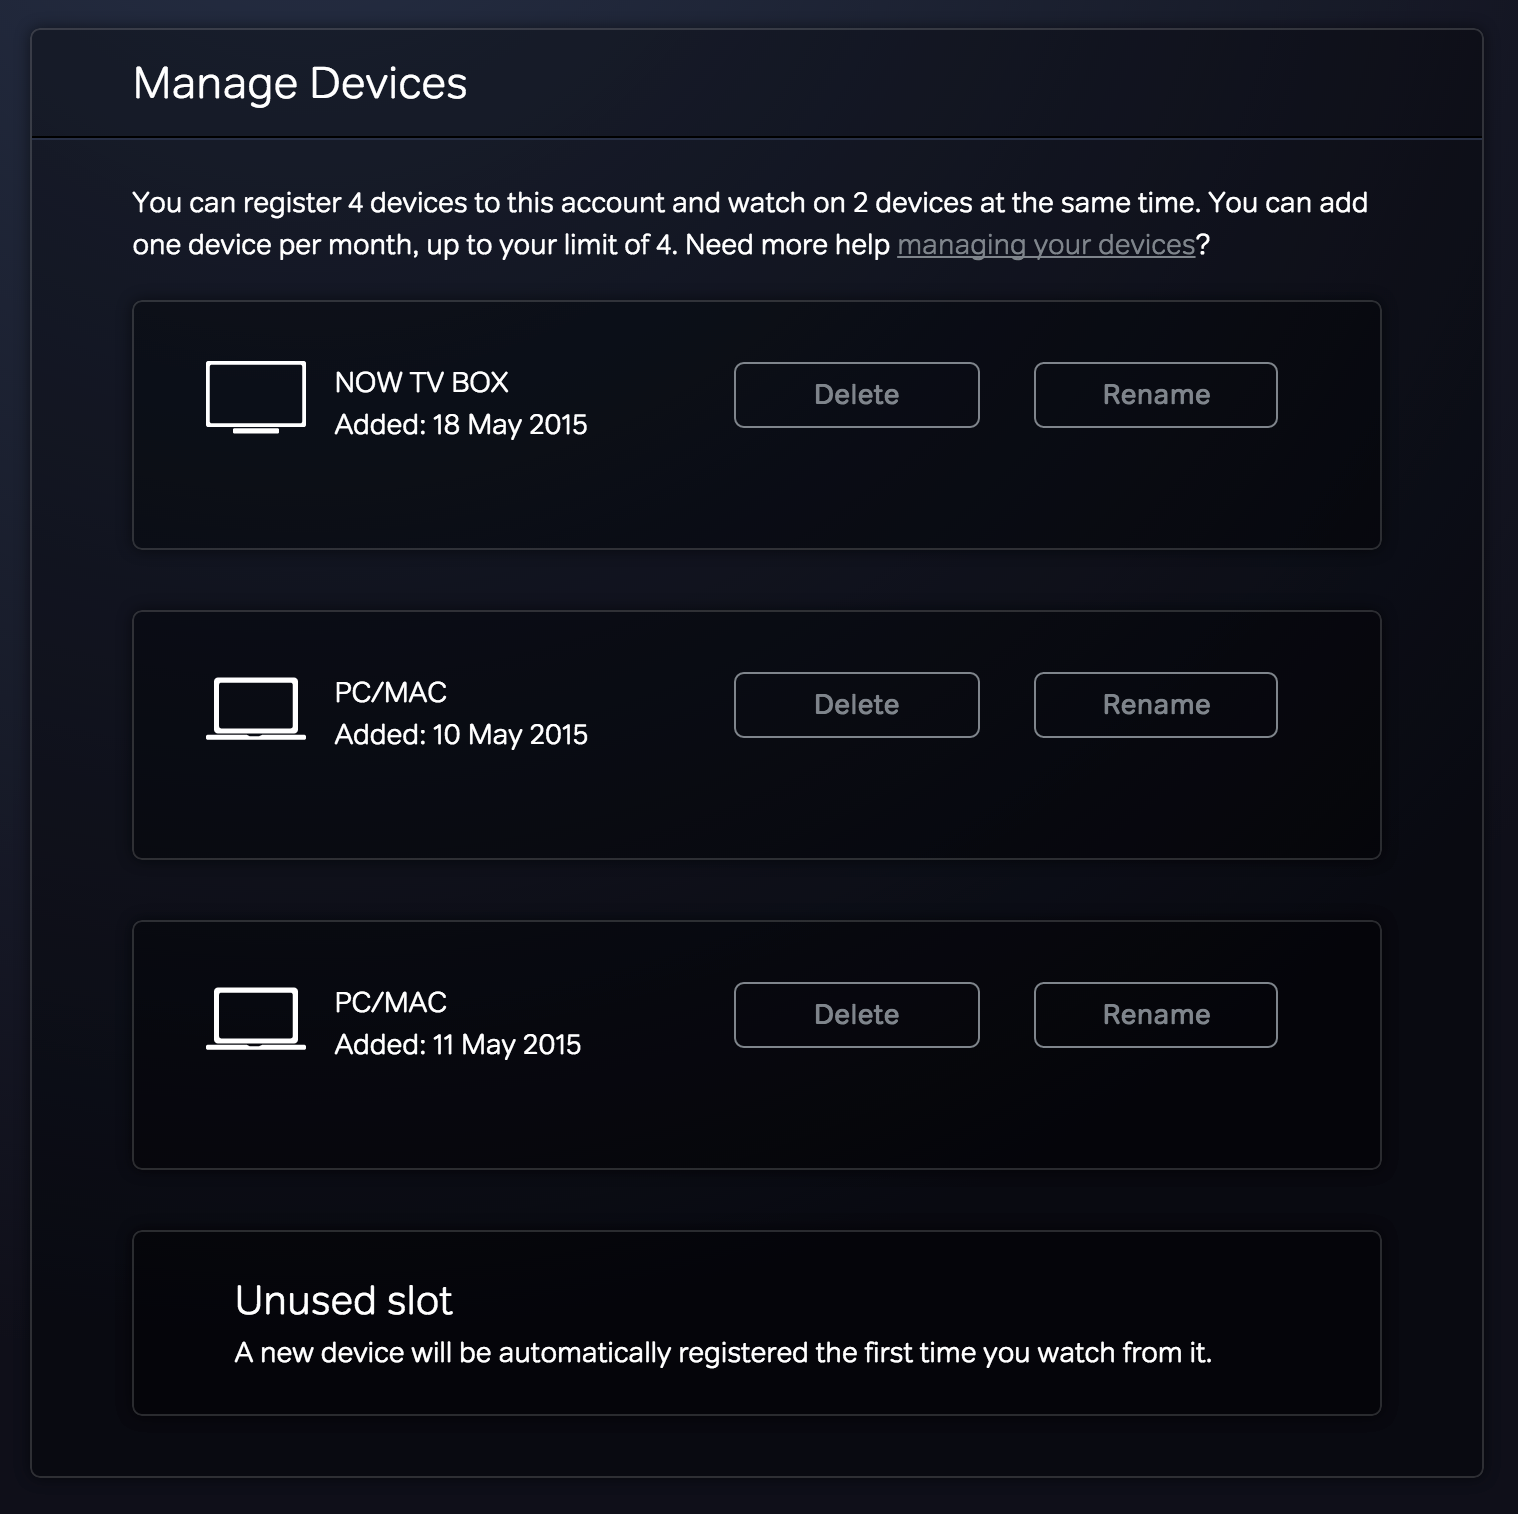 Manage Devices
You can register 4 devices to this account and watch on 2 devices at the same time. You can add
one device per month, up to your limit of 4. Need more help managing your devices?
NOW TV BOX
Added: 18 May 2015
Delete
Rename
PC/MAC
Added: 10 May 2015
Delete
Rename
PC/MAC
Added: 11 May 2015
Delete
Rename
Unused slot
A new device will be automatically registered the first time you watch from it.